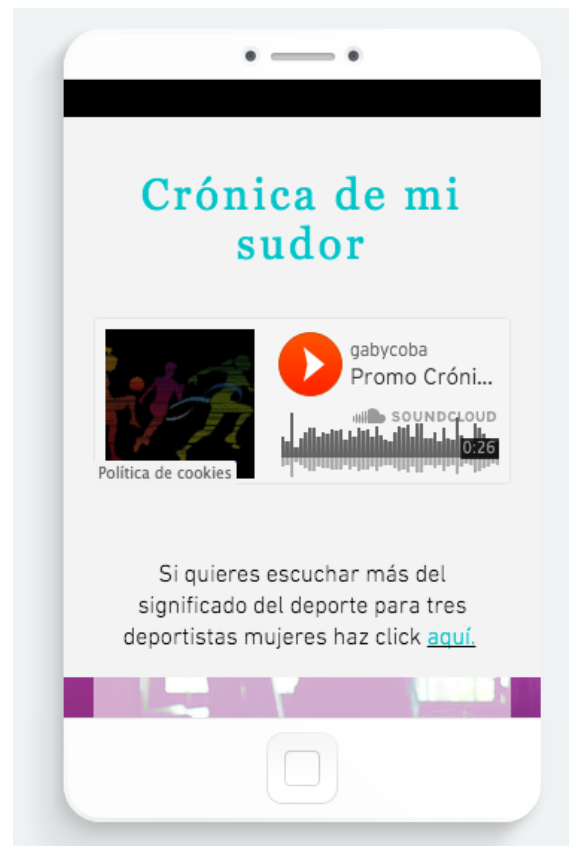 Crónica de mi
sudor
gabycoba
Promo Cróni...
SOUNDCLOUD
0:26
Política de cookies
Si quieres escuchar más del
significado del deporte para tres
deportistas mujeres haz click aquí.